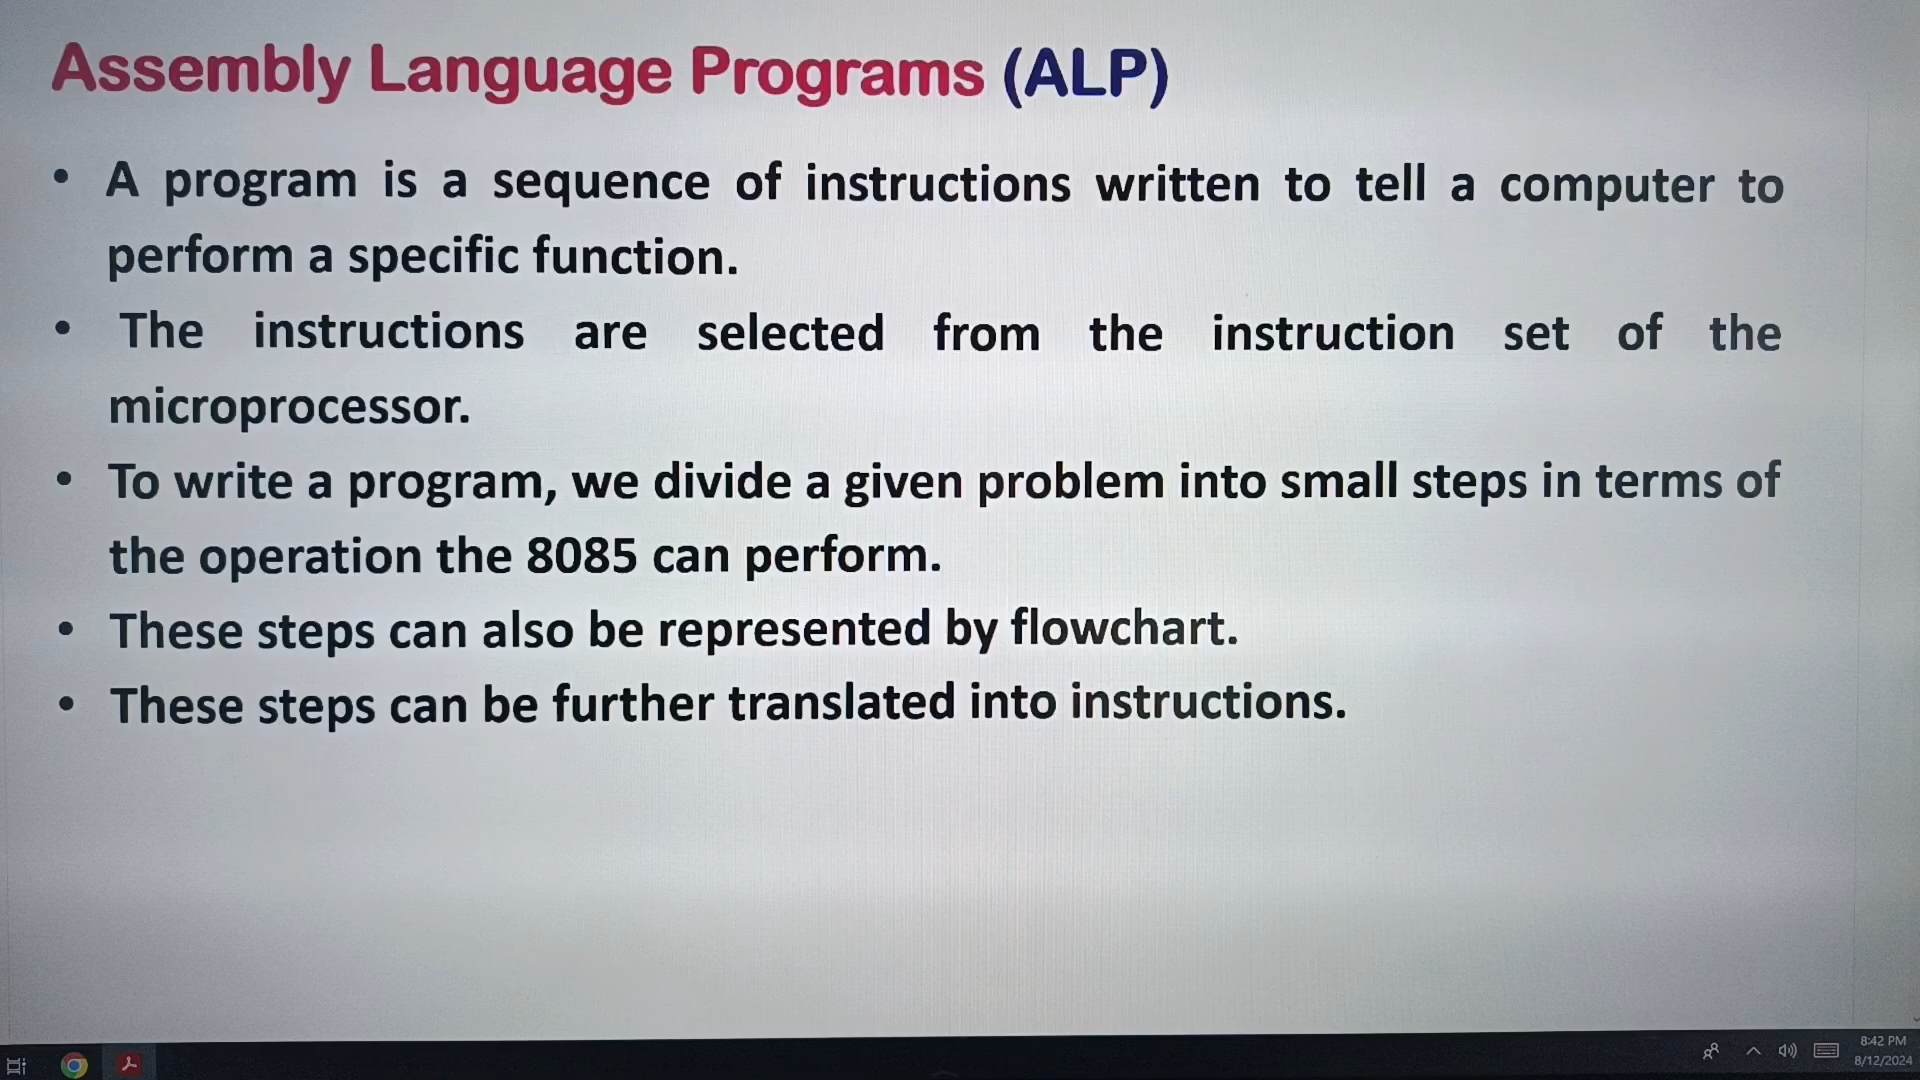 Assembly Language Programs (ALP)
• A program is a sequence of instructions written to tell a computer to
perform a specific function.
• The instructions are selected from the instruction set of the
microprocessor.
• To write a program, we divide a given problem into small steps in terms of
the operation the 8085 can perform.
• These steps can also be represented by flowchart.
• These steps can be further translated into instructions.
8:42 PM
8/12/2024